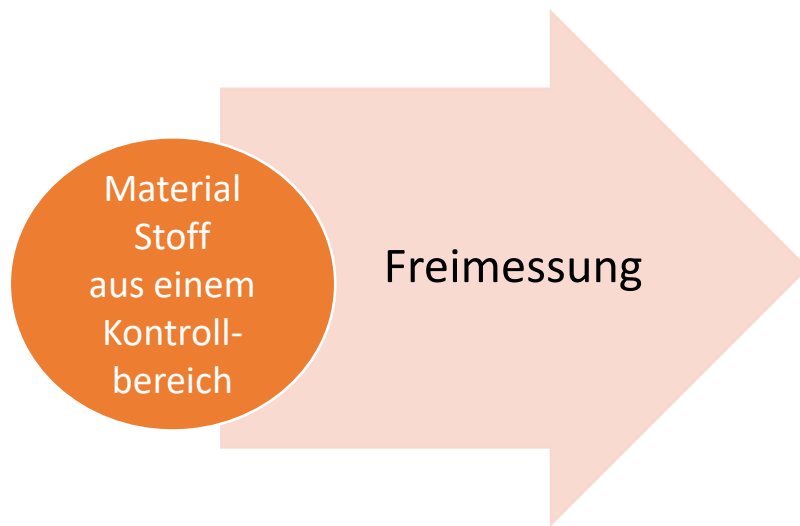 Material
Stoff
aus einem
Kontroll-
bereich
Freimessung